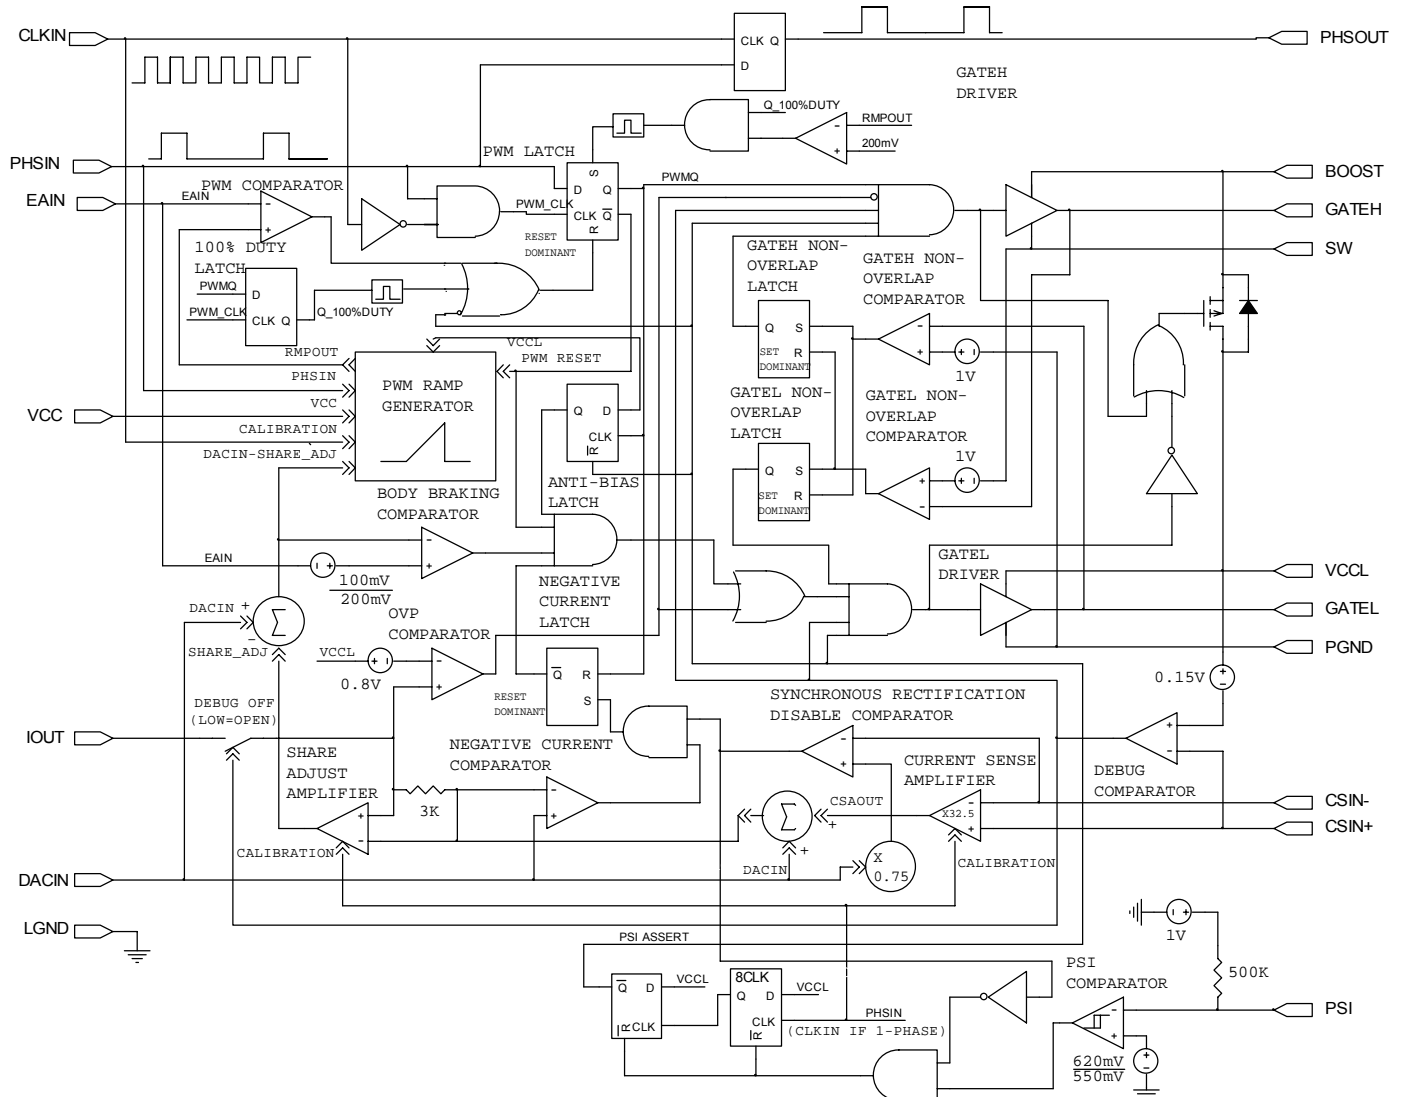 CLKIN
CLK Q
D
PHSOUT
GATEH
DRIVER
Q_100%DUTY
RMPOUT
200mV
-
+
PHSIN
PWM LATCH
BOOST
EAIN
PWM COMPARATOR
EAIN
-
+
S
D Q
CLK Q
R
PWM_CLK
RESET
DOMINANT
PWMQ
GATEH
SW
100% DUTY
LATCH
PWMQ
D
PWM_CLK
CLK Q
Q_100%DUTY
GATEH NON-
OVERLAP
LATCH
GATEH NON-
OVERLAP
COMPARATOR
Q S
R
SET
DOMINANT
-
+
1V
RMPOUT
VCCL
PWM RESET
PHSIN
PWM RAMP
GENERATOR
VCC
VCC
CALIBRATION
DACIN-SHARE_ADJ
Q D
CLK
R
ANTI-BIAS
LATCH
GATEL NON-
OVERLAP
LATCH
GATEL NON-
OVERLAP
COMPARATOR
1V
Q S
R
SET
DOMINANT
+
-
BODY BRAKING
COMPARATOR
-
+
EAIN
100mV
200mV
NEGATIVE
CURRENT
LATCH
GATEL
DRIVER
VCCL
GATEL
PGND
DACIN +
Σ
-
SHARE_ADJ
OVP
COMPARATOR
VCCL
0.8V
-
+
Q R
S
RESET
DOMINANT
0.15V
DEBUG OFF
(LOW=OPEN)
IOUT
SYNCHRONOUS RECTIFICATION
DISABLE COMPARATOR
-
+
DEBUG
COMPARATOR
+
-
SHARE
ADJUST
AMPLIFIER
NEGATIVE CURRENT
COMPARATOR
-
+
3K
CURRENT SENSE
AMPLIFIER
X32.5
-
+
CSIN-
CSIN+
CSAOUT
Σ
+
+
+
-
CALIBRATION
DACIN
DACIN
X
0.75
CALIBRATION
LGND
1V
PSI ASSERT
500K
PSI
COMPARATOR
Q D
R CLK
VCCL
8CLK
Q D
CLK
R
VCCL
PHSIN
(CLKIN IF 1-PHASE)
-
+
PSI
620mV
550mV